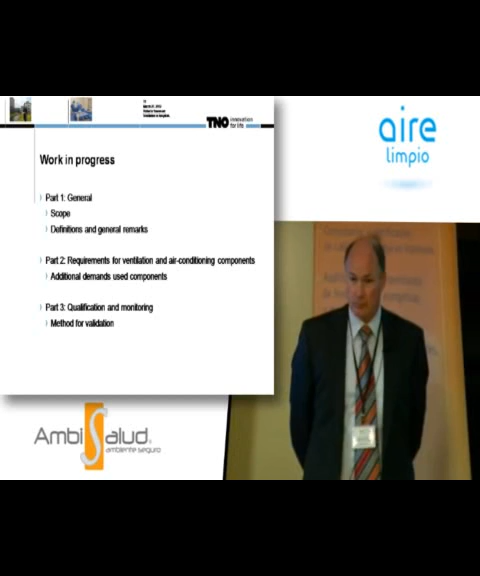 TNO innovation
for life
Work in progress
Part 1: General
Scope
Definitions and general remarks
Part 2: Requirements for ventilation and air-conditioning components
Additional demands used components
Part 3: Qualification and monitoring
Method for validation
aire
limpio
AmbiSalud
ambiente seguro